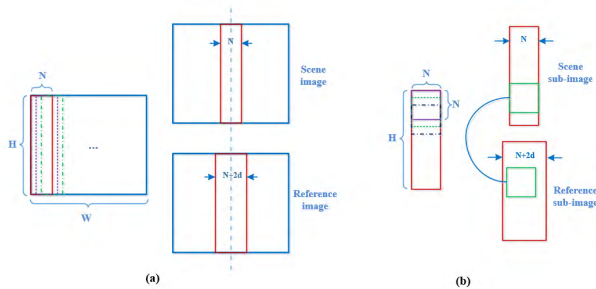 N
H
...
W
N
Scene
image
N+2d
Reference
image
(a)
N
N
H
N
Scene
sub-image
N+2d
Reference
sub-image
(b)